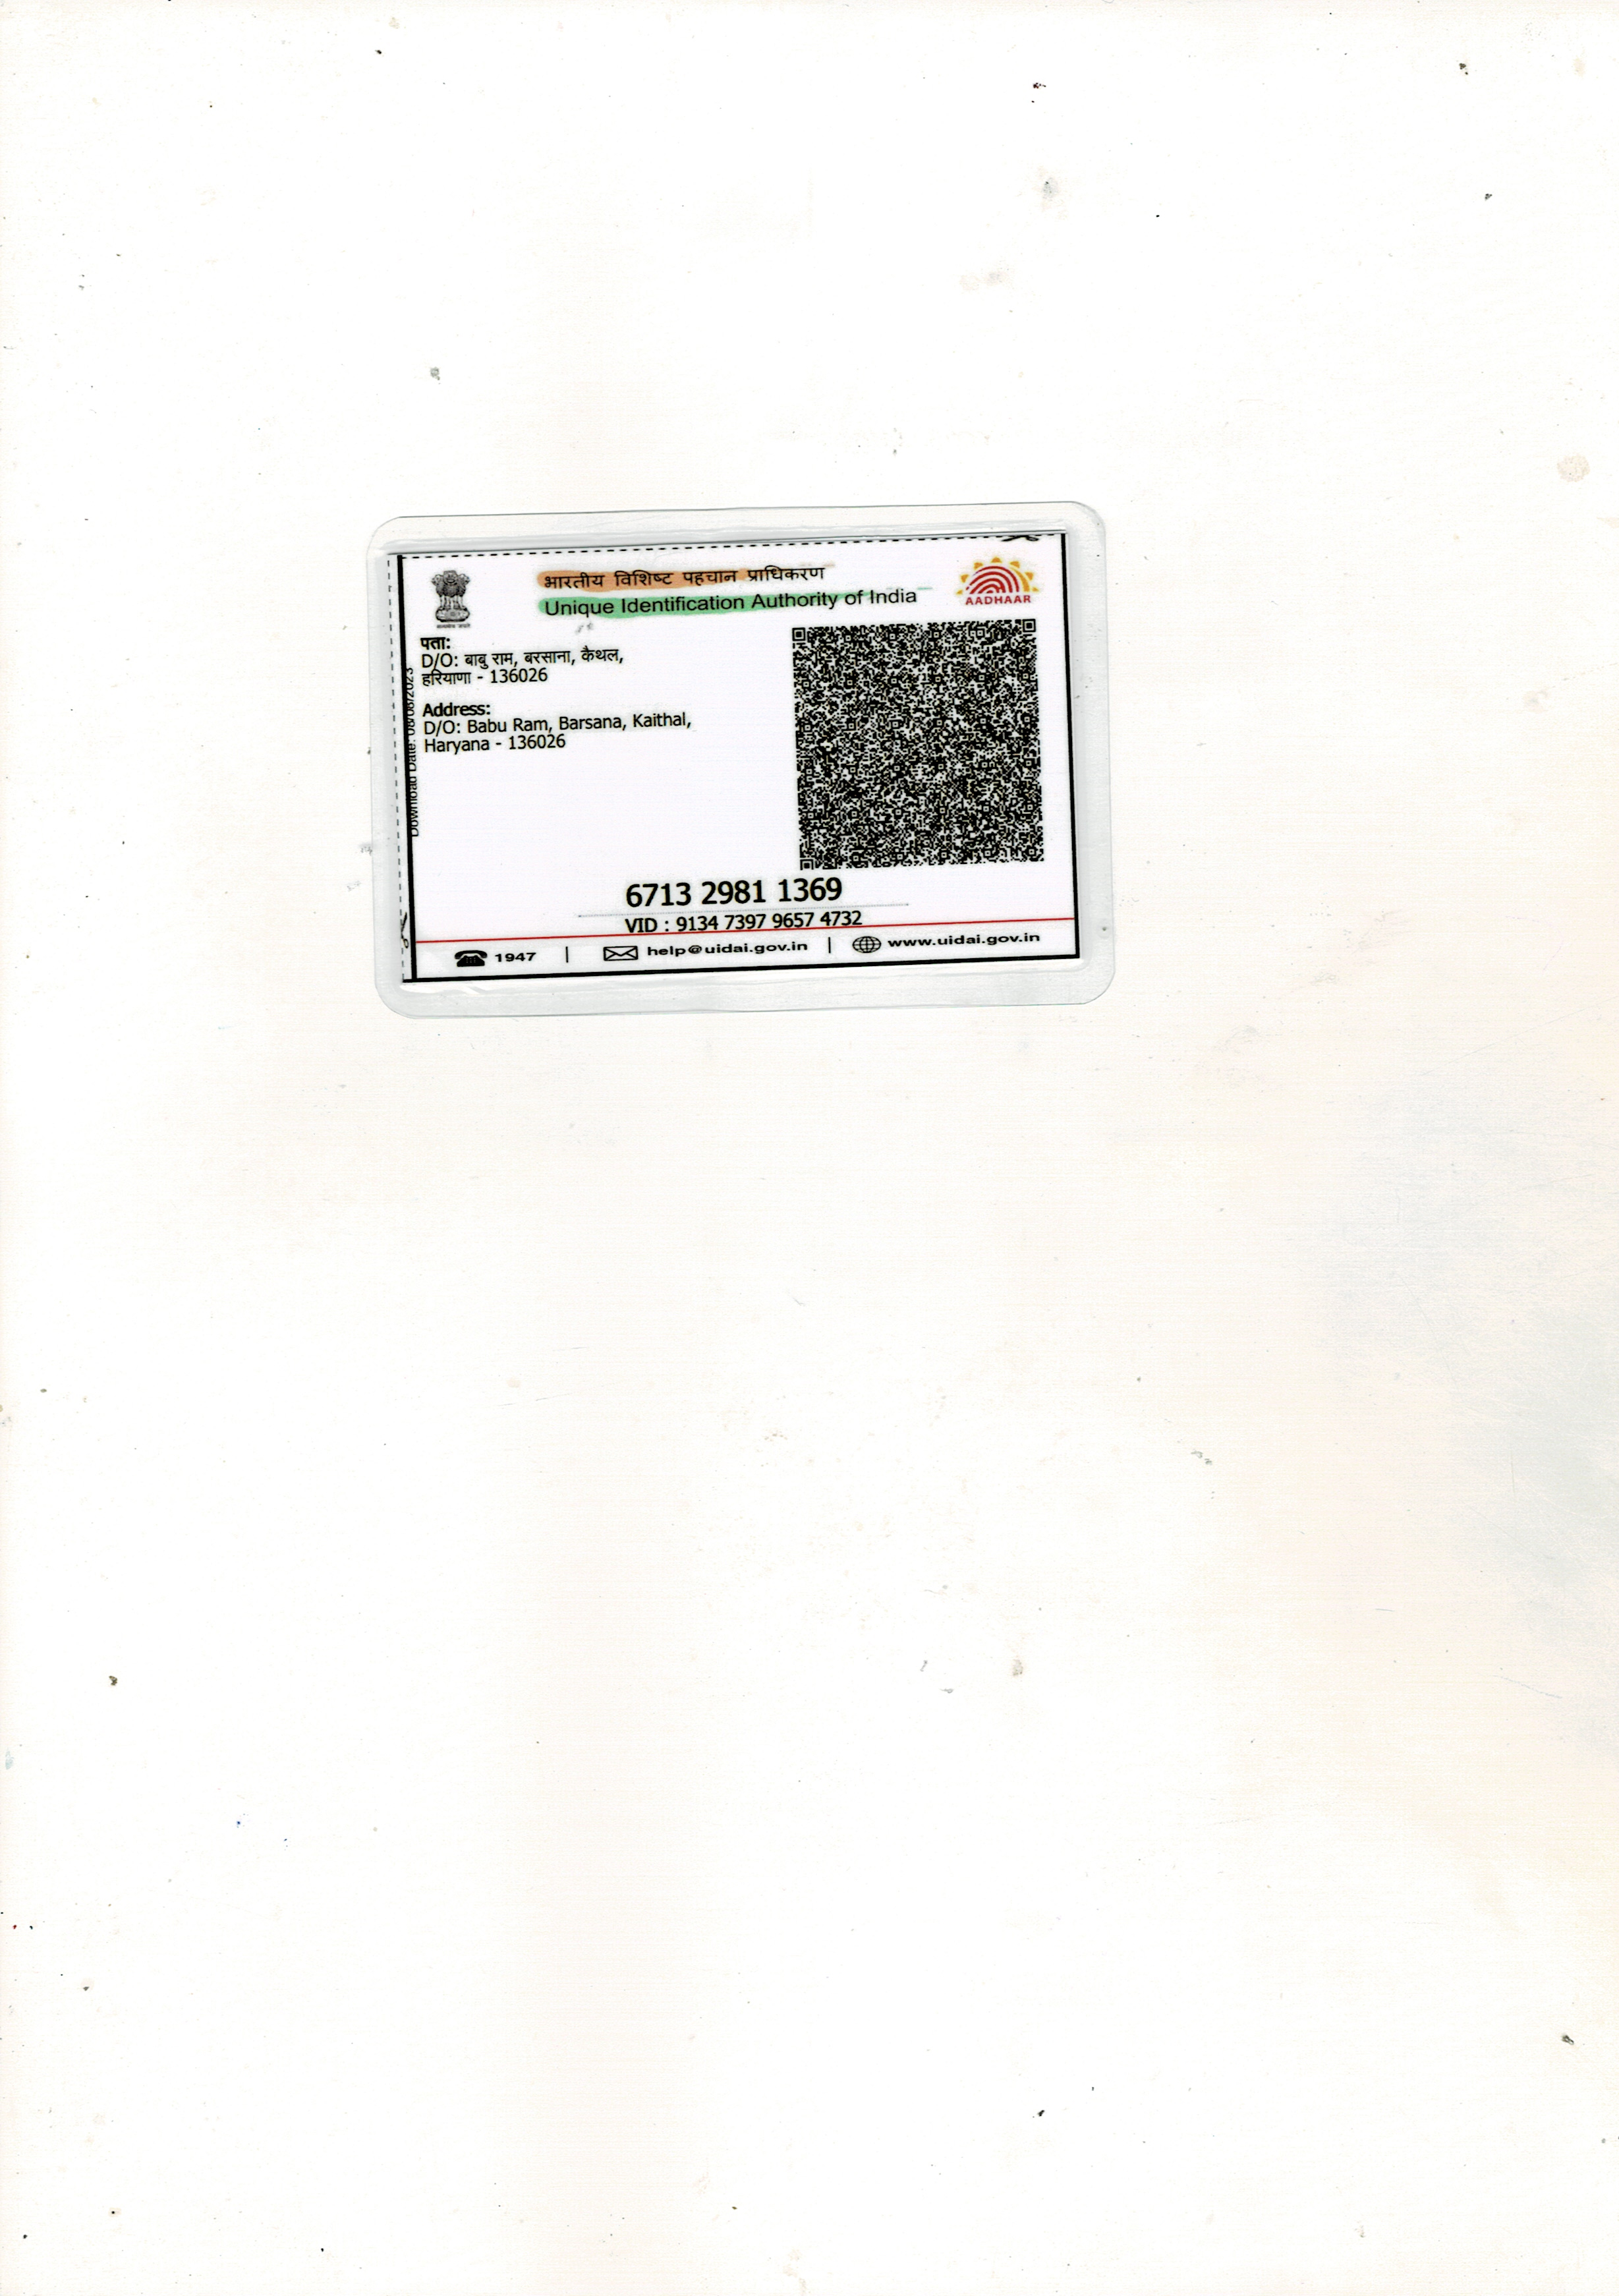 भारतीय विशिष्ट पहचान प्राधिकरण
Unique Identification Authority of India
AADHAAR
पता:
D/O: बाबु राम, बरसाना, कैथल,
हरियाणा - 136026
Address:
D/O: Babu Ram, Barsana, Kaithal,
Haryana - 136026
Download Date: 08/08/2023
6713 2981 1369
VID : 9134 7397 9657 4732
1947
help@uidai.gov.in
www.uidai.gov.in